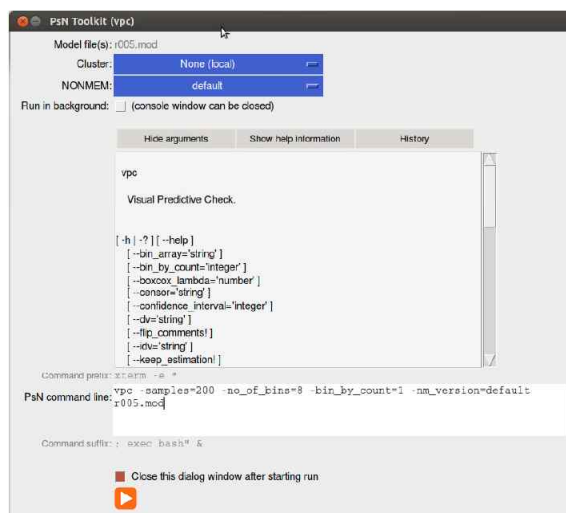 PsN Toolkit (vpc)
Model file(s): r005.mod
Cluster: None (local)
NONMEM: default
Run in background: (console window can be closed)
Hide arguments Show help information History
vpc
Visual Predictive Check.
[ -h | -? ] [ --help ]
[ --bin_array='string' ]
[ --bin_by_count='integer' ]
[ --boxcox_lambda='number' ]
[ --censor='string' ]
[ --confidence_interval='integer' ]
[ --dv='string' ]
[ --flip_comments! ]
[ --idv='string' ]
[ --keep_estimation! ]
Command prefix: xterm -e "
PsN command line: vpc -samples=200 -no_of_bins=8 -bin_by_count=1 -nm_version=default
r005.mod
Command suffix: ; exec bash" &
Close this dialog window after starting run